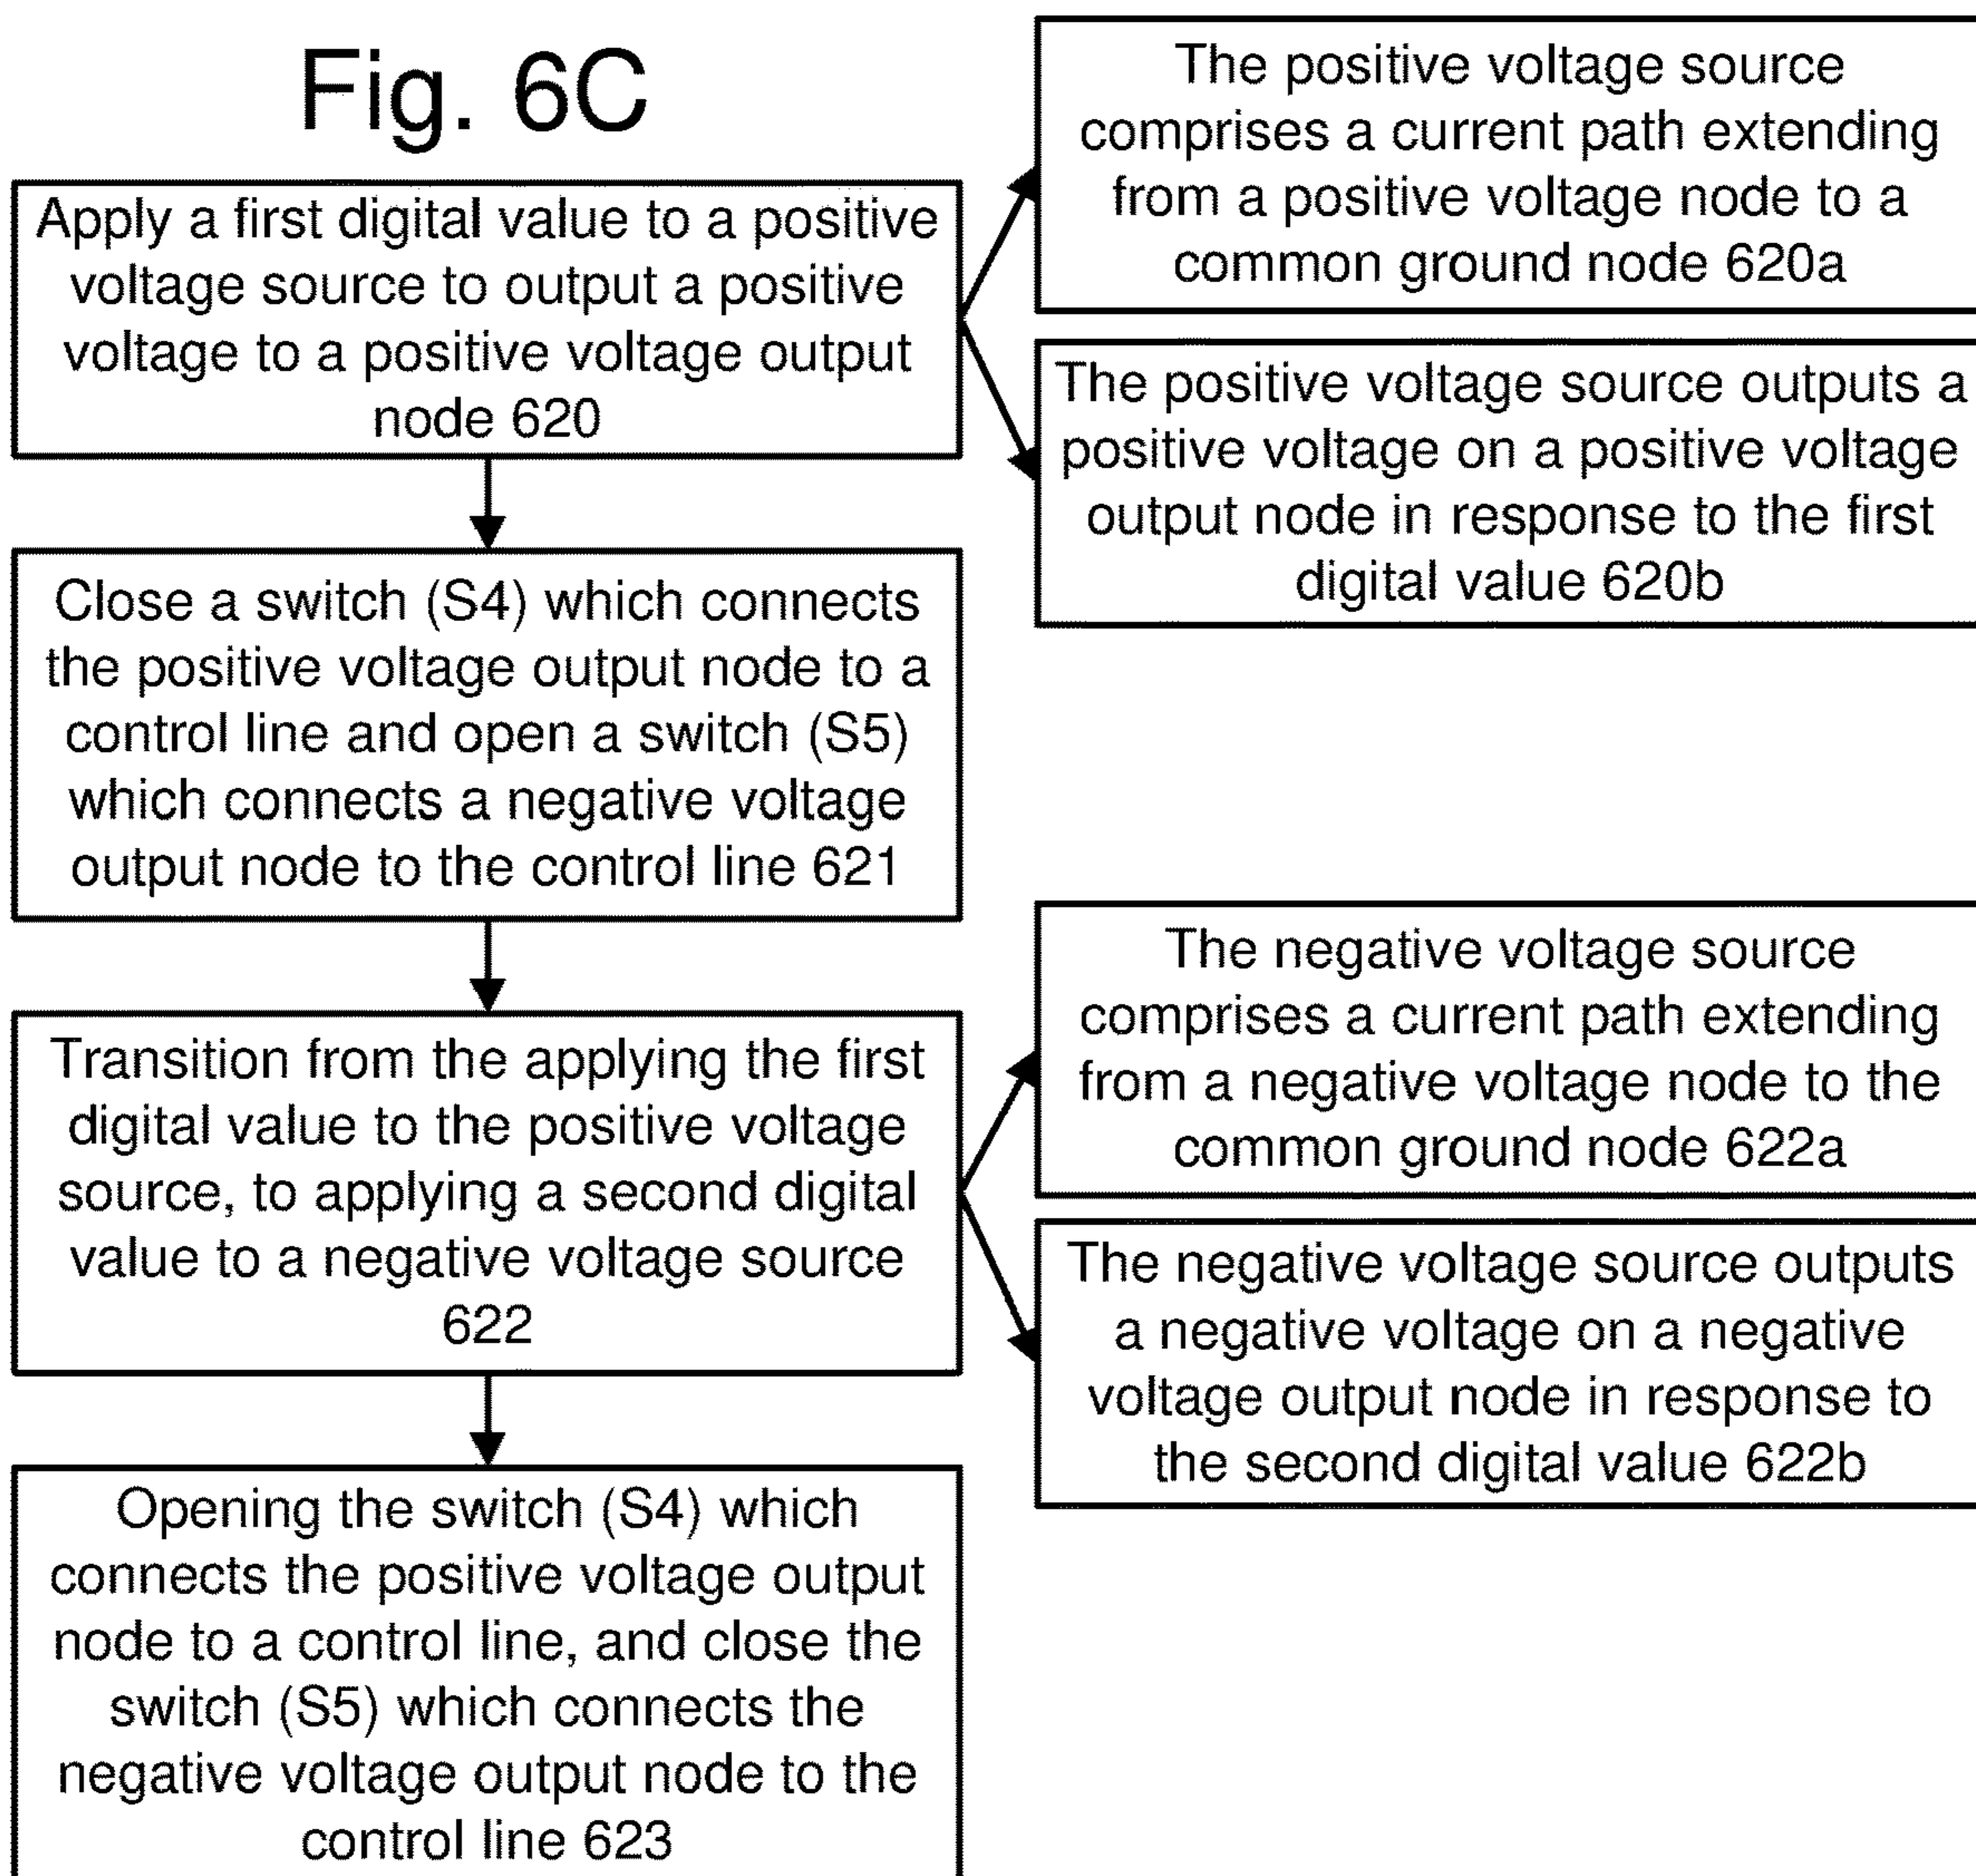 Fig. 6C
Apply a first digital value to a positive
voltage source to output a positive
voltage to a positive voltage output
node 620
The positive voltage source
comprises a current path extending
from a positive voltage node to a
common ground node 620a
The positive voltage source outputs a
positive voltage on a positive voltage
output node in response to the first
digital value 620b
Close a switch (S4) which connects
the positive voltage output node to a
control line and open a switch (S5)
which connects a negative voltage
output node to the control line 621
Transition from the applying the first
digital value to the positive voltage
source, to applying a second digital
value to a negative voltage source
622
The negative voltage source
comprises a current path extending
from a negative voltage node to the
common ground node 622a
The negative voltage source outputs
a negative voltage on a negative
voltage output node in response to
the second digital value 622b
Opening the switch (S4) which
connects the positive voltage output
node to a control line, and close the
switch (S5) which connects the
negative voltage output node to the
control line 623